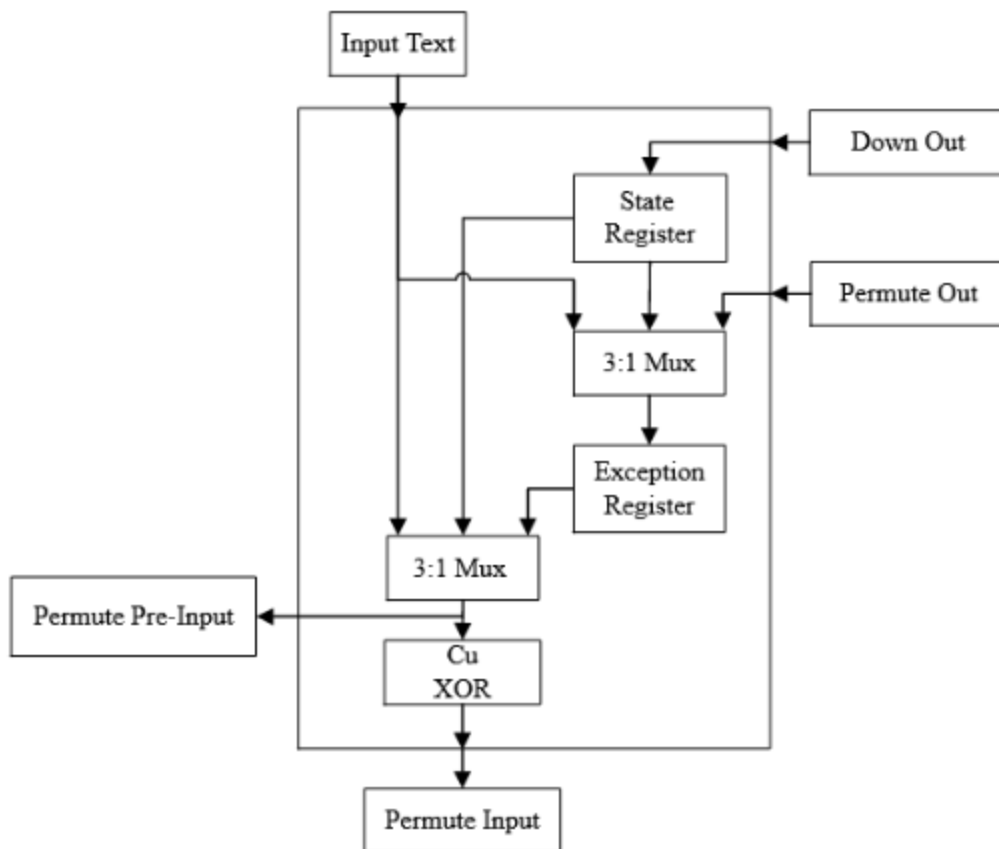 Input Text
Down Out
State
Register
Permute Out
3:1 Mux
Exception
Register
3:1 Mux
Permute Pre-Input
Cu
XOR
Permute Input